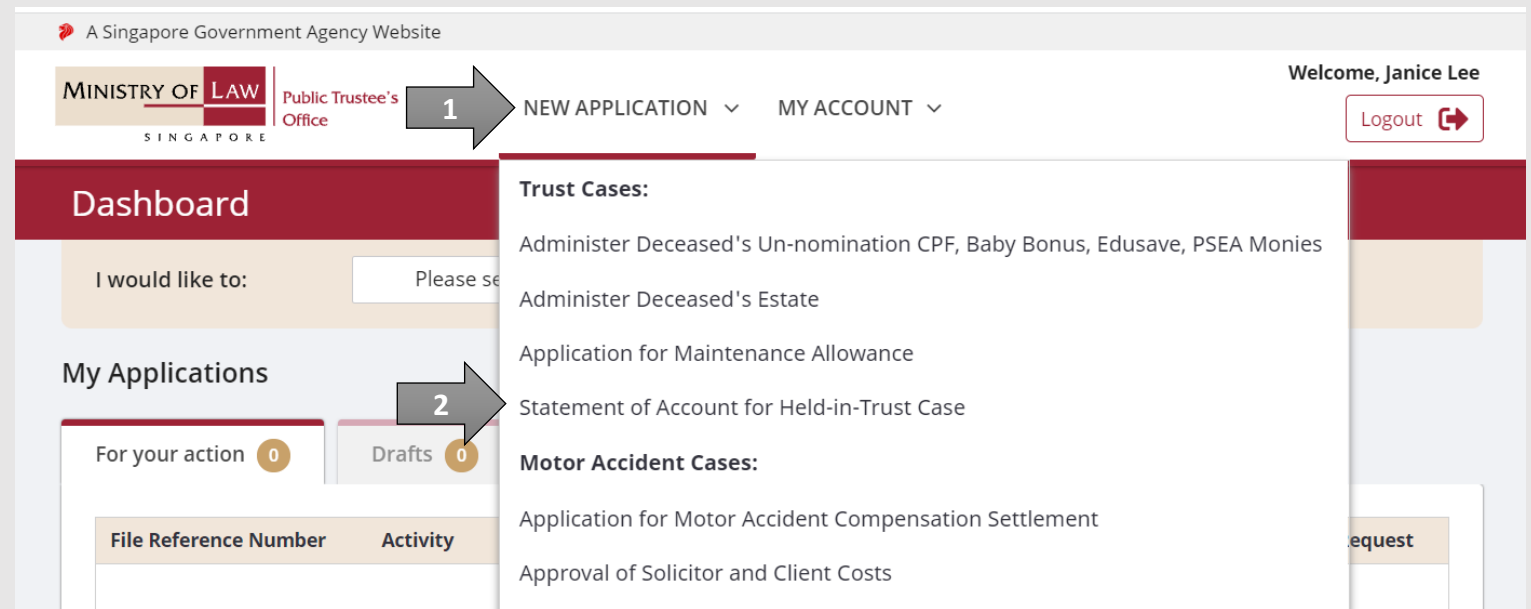 A Singapore Government Agency Website
MINISTRY OF LAW
SINGAPORE
Public Trustee's
Office
1
NEW APPLICATION
MY ACCOUNT
Welcome, Janice Lee
Logout
Dashboard
I would like to:
Please
My Applications
For your action 0
Drafts 0
File Reference Number
Activity
2
Trust Cases:
Administer Deceased's Un-nomination CPF, Baby Bonus, Edusave, PSEA Monies
Administer Deceased's Estate
Application for Maintenance Allowance
Statement of Account for Held-in-Trust Case
Motor Accident Cases:
Application for Motor Accident Compensation Settlement
Approval of Solicitor and Client Costs